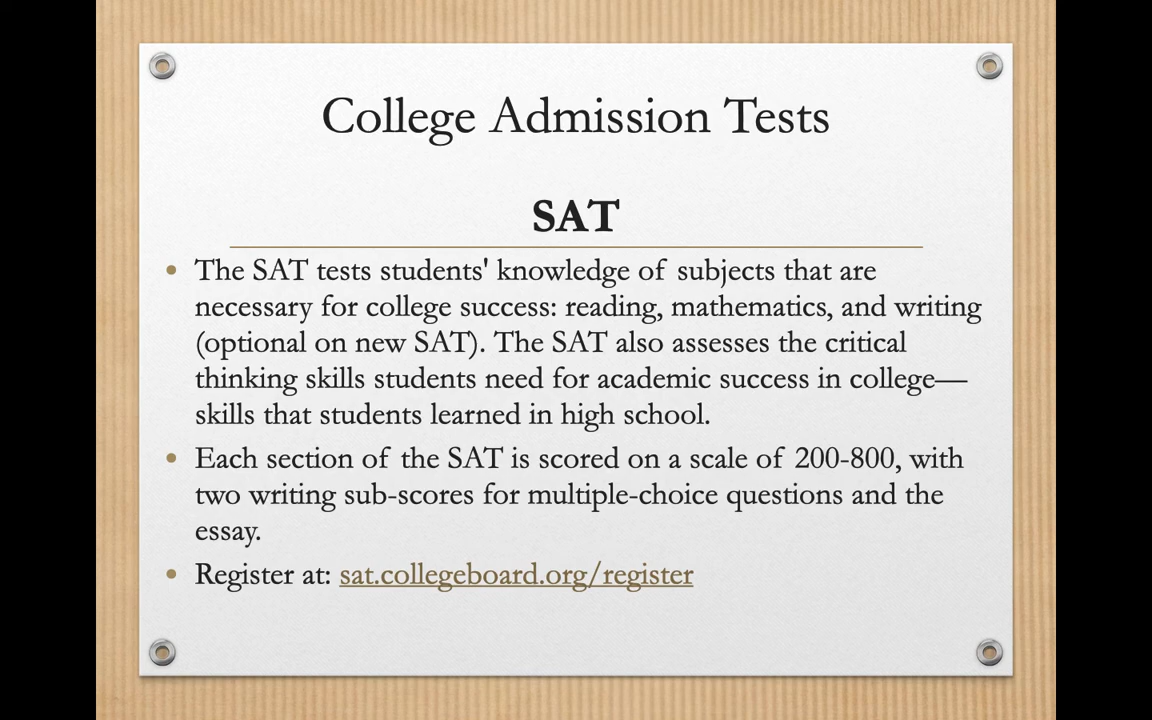 College Admission Tests
SAT
• The SAT tests students' knowledge of subjects that are
necessary for college success: reading, mathematics, and writing
(optional on new SAT). The SAT also assesses the critical
thinking skills students need for academic success in college—
skills that students learned in high school.
• Each section of the SAT is scored on a scale of 200-800, with
two writing sub-scores for multiple-choice questions and the
essay.
• Register at: sat.collegeboard.org/register